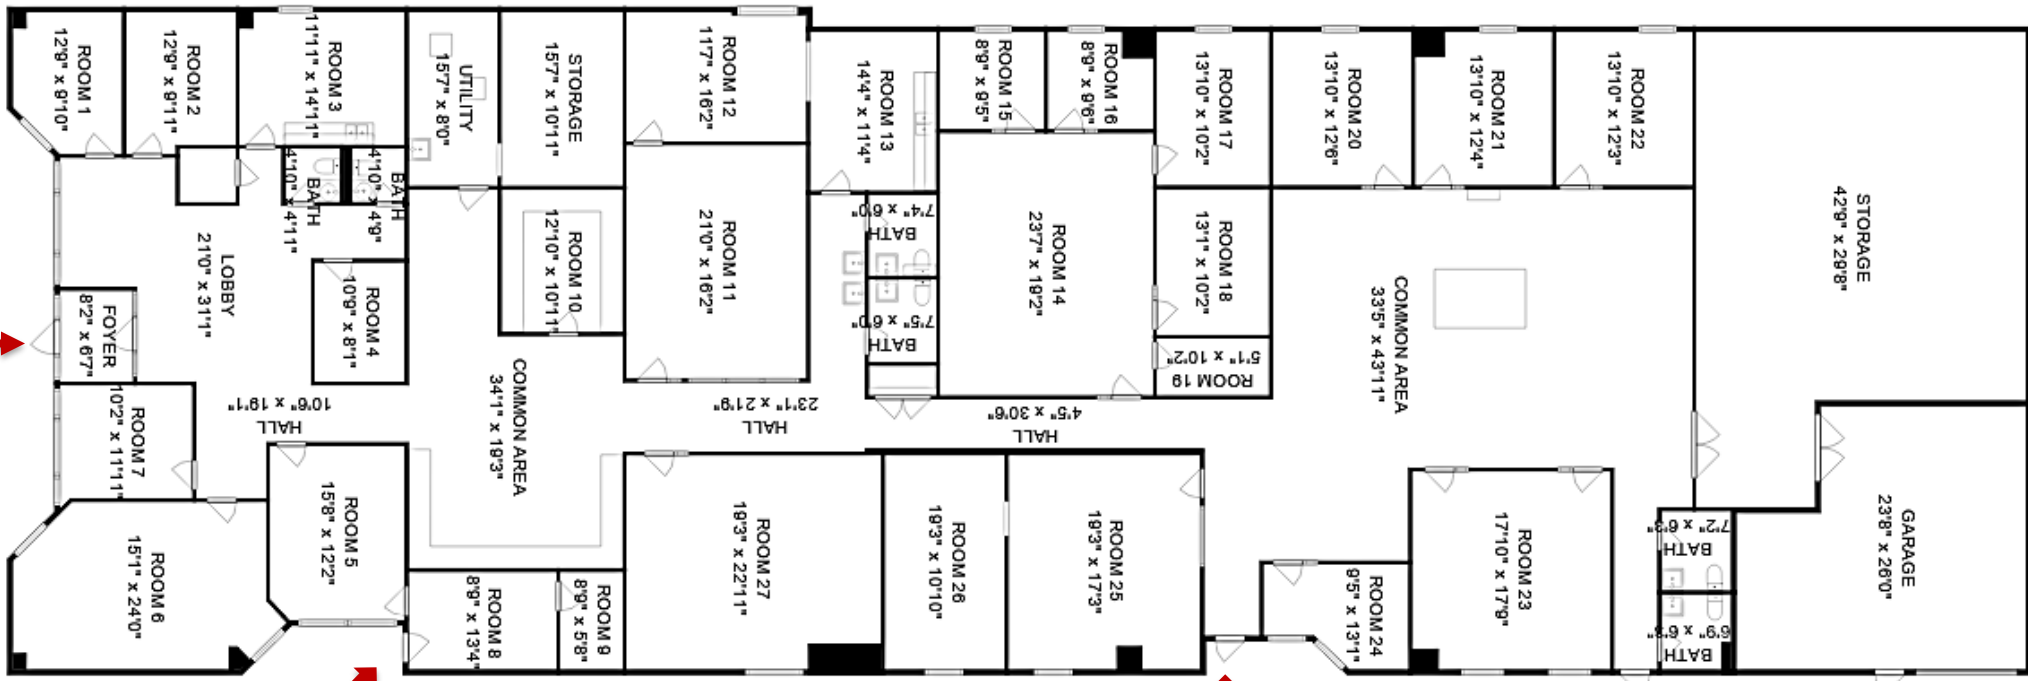 ROOM 1
12'9" x 9'10"
ROOM 2
12'9" x 9'11"
ROOM 3
11'11" x 14'11"
UTILITY
15'7" x 8'0"
STORAGE
15'7" x 10'11"
ROOM 12
11'7" x 16'2"
ROOM 13
14'4" x 11'4"
ROOM 15
8'9" x 9'5"
ROOM 16
8'9" x 9'6"
ROOM 17
13'10" x 10'2"
ROOM 20
13'10" x 12'6"
ROOM 21
13'10" x 12'4"
ROOM 22
13'10" x 12'3"
STORAGE
42'9" x 29'8"
BATH
4'10" x 4'11"
BATH
4'10" x 4'9"
LOBBY
21'0" x 31'1"
FOYER
8'2" x 6'7"
ROOM 4
10'9" x 8'1"
ROOM 10
12'10" x 10'11"
ROOM 11
21'0" x 16'2"
BATH
7'4" x 6'0"
BATH
7'5" x 6'0"
ROOM 14
23'7" x 19'2"
ROOM 18
13'1" x 10'2"
ROOM 19
5'1" x 10'2"
COMMON AREA
33'5" x 43'11"
COMMON AREA
34'1" x 19'3"
HALL
10'6" x 19'1"
HALL
23'1" x 21'9"
HALL
4'5" x 30'6"
ROOM 7
10'2" x 11'11"
ROOM 6
15'1" x 24'0"
ROOM 5
15'8" x 12'2"
ROOM 8
8'9" x 13'4"
ROOM 9
8'9" x 5'8"
ROOM 27
19'3" x 22'11"
ROOM 26
19'3" x 10'10"
ROOM 25
19'3" x 17'3"
ROOM 24
9'5" x 13'1"
ROOM 23
17'10" x 17'9"
BATH
7'2" x 6'3"
BATH
6'9" x 6'3"
GARAGE
23'8" x 26'0"